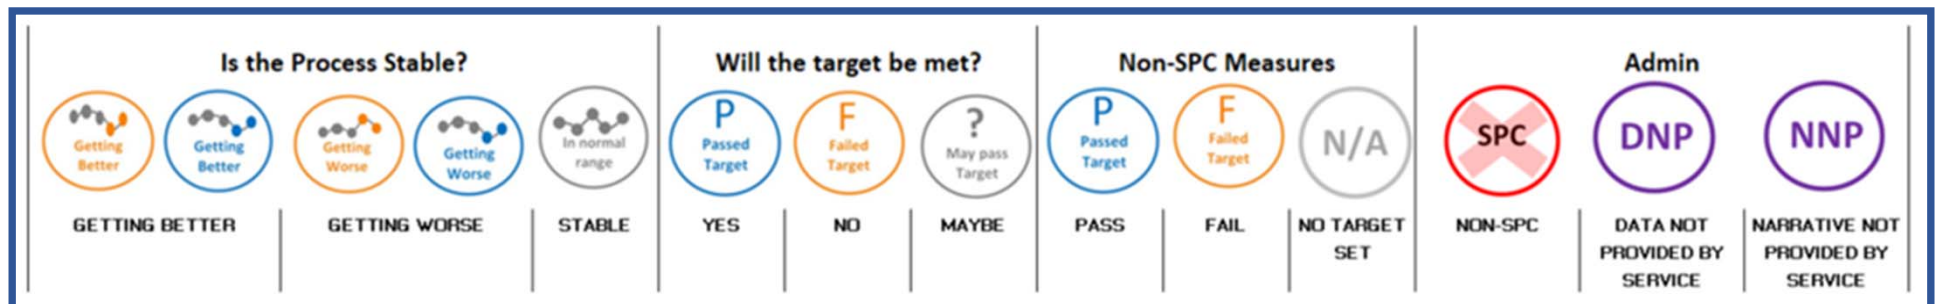 Is the Process Stable?
Will the target be met?
Non-SPC Measures
Admin
Getting
Better
Getting
Better
Getting
Worse
Getting
Worse
In normal
range
P
Passed
Target
F
Failed
Target
?
May pass
Target
P
Passed
Target
F
Failed
Target
N/A
SPC
DNP
NNP
GETTING BETTER
GETTING WORSE
STABLE
YES
NO
MAYBE
PASS
FAIL
NO TARGET
SET
NON-SPC
DATA NOT
PROVIDED BY
SERVICE
NARRATIVE NOT
PROVIDED BY
SERVICE